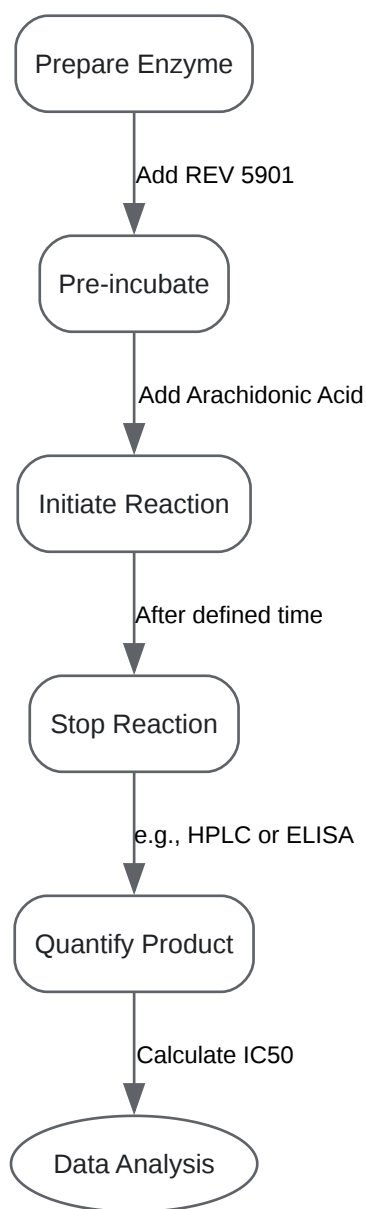 Prepare Enzyme
Add REV 5901
Pre-incubate
Add Arachidonic Acid
Initiate Reaction
After defined time
Stop Reaction
e.g., HPLC or ELISA
Quantify Product
Calculate IC50
Data Analysis